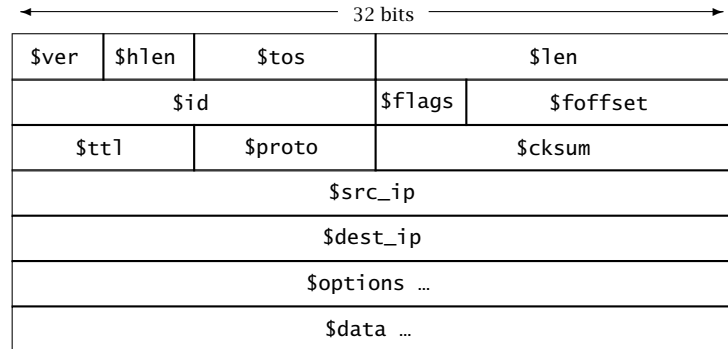 32 bits
$ver $hlen $tos $len
$id $flags $foffset
$ttl $proto $cksum
$src_ip
$dest_ip
$options …
$data …